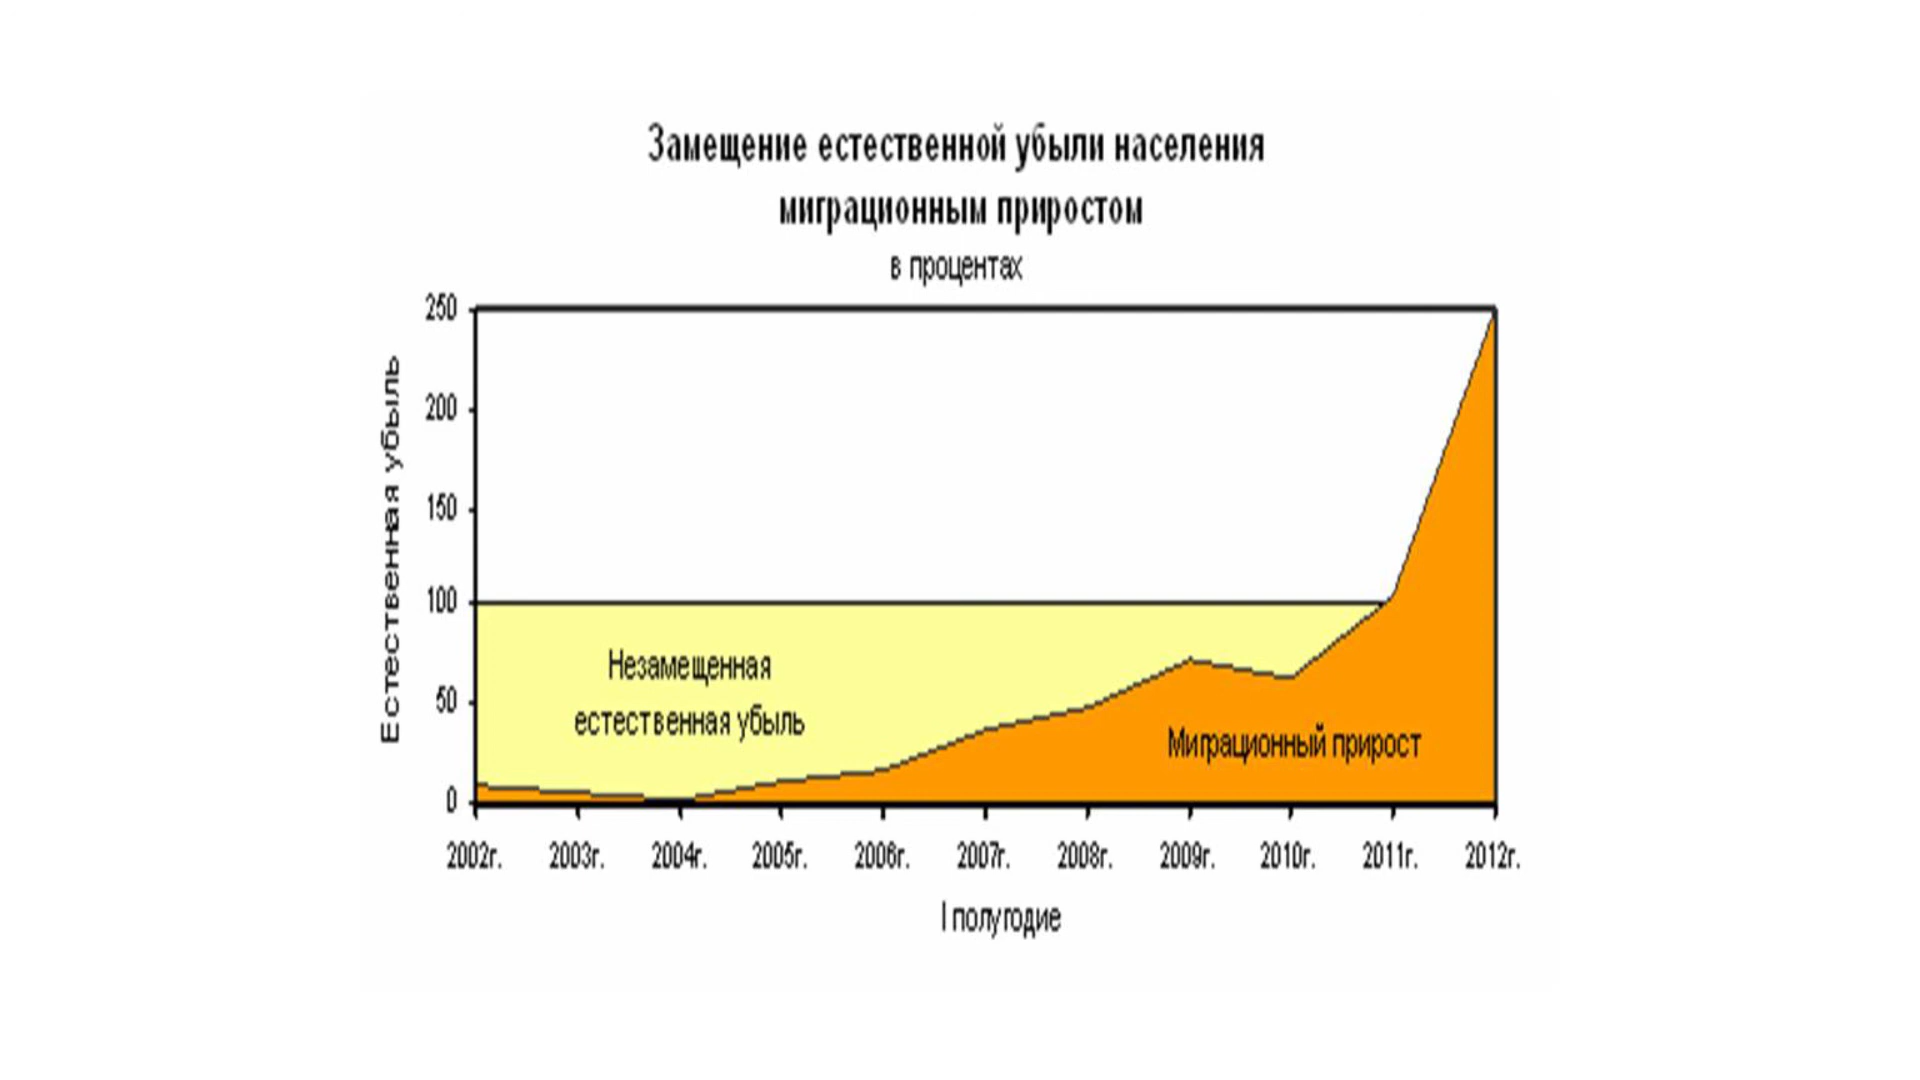 Замещение естественной убыли населения
миграционным приростом
в процентах
Естественная убыль
250
200
150
100
50
0
Незамещенная
естественная убыль
Миграционный прирост
2002г. 2003г. 2004г. 2005г. 2006г. 2007г. 2008г. 2009г. 2010г. 2011г. 2012г.
I полугодие